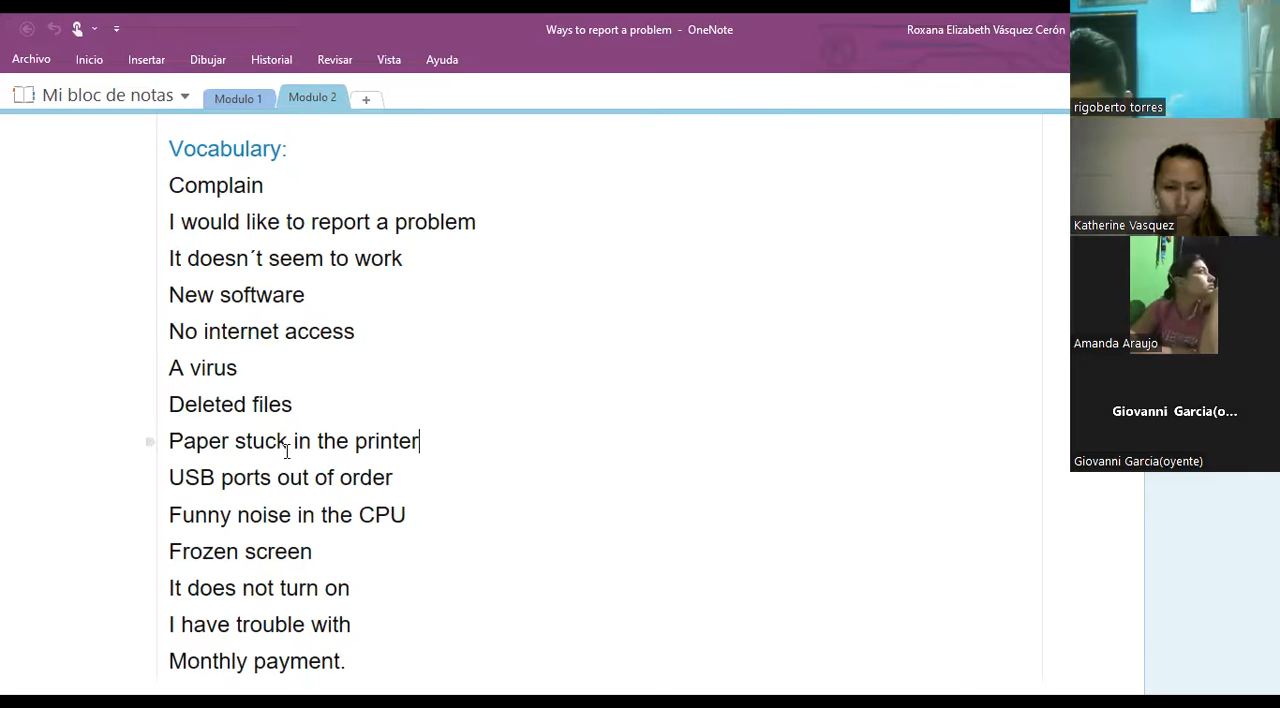 Ways to report a problem - OneNote
Roxana Elizabeth Vásquez Cerón
Archivo Inicio Insertar Dibujar Historial Revisar Vista Ayuda
Mi bloc de notas Modulo 1 Modulo 2 +
Vocabulary:
Complain
I would like to report a problem
It doesn´t seem to work
New software
No internet access
A virus
Deleted files
Paper stuck in the printer
USB ports out of order
Funny noise in the CPU
Frozen screen
It does not turn on
I have trouble with
Monthly payment.
rigoberto torres
Katherine Vasquez
Amanda Araujo
Giovanni Garcia(o...
Giovanni Garcia(oyente)